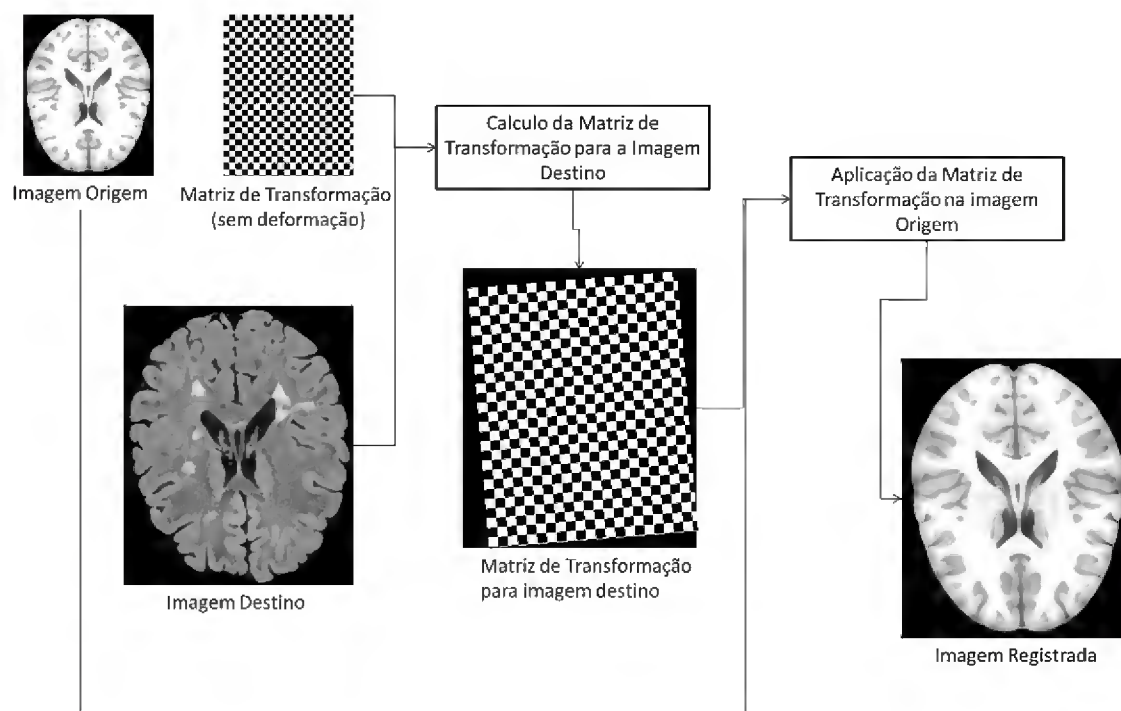 Imagem Origem
Matriz de Transformação
(sem deformação)
Calculo da Matriz de
Transformação para a Imagem
Destino
Aplicação da Matriz de
Transformação na imagem
Origem
Imagem Destino
Matriz de Transformação
para imagem destino
Imagem Registrada